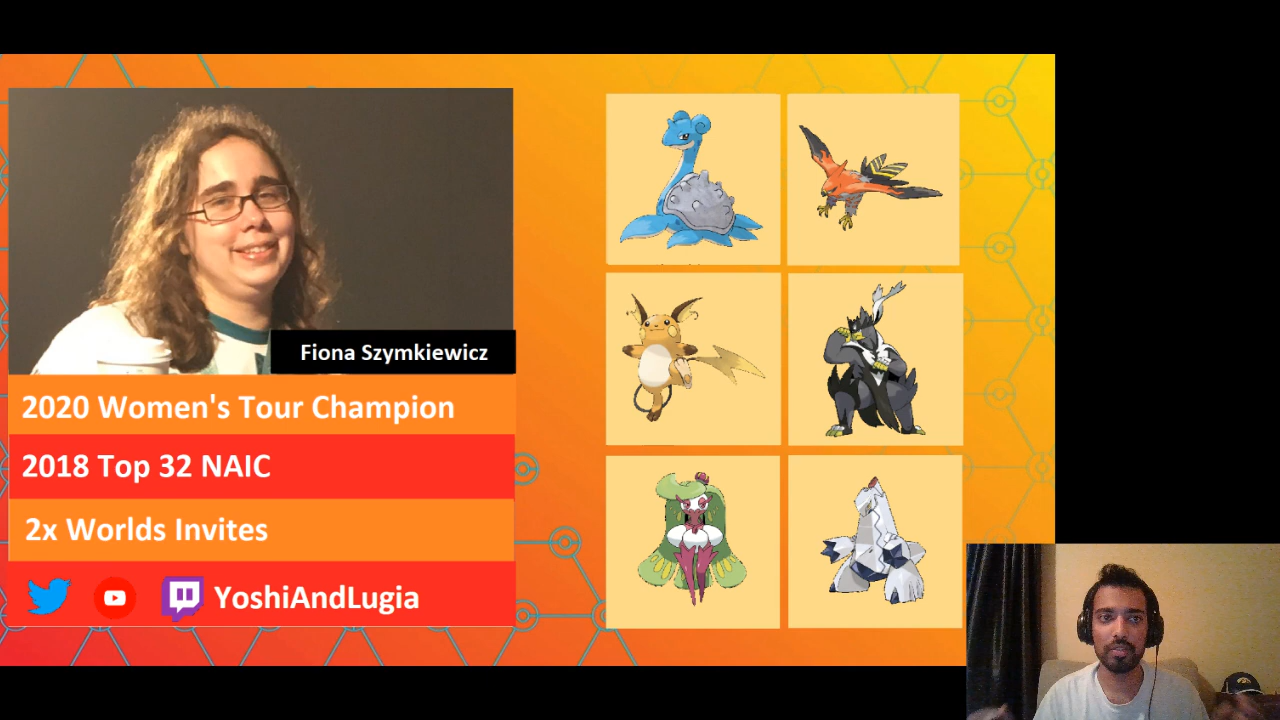 Fiona Szymkiewicz
2020 Women's Tour Champion
2018 Top 32 NAIC
2x Worlds Invites
YoshiAndLugia